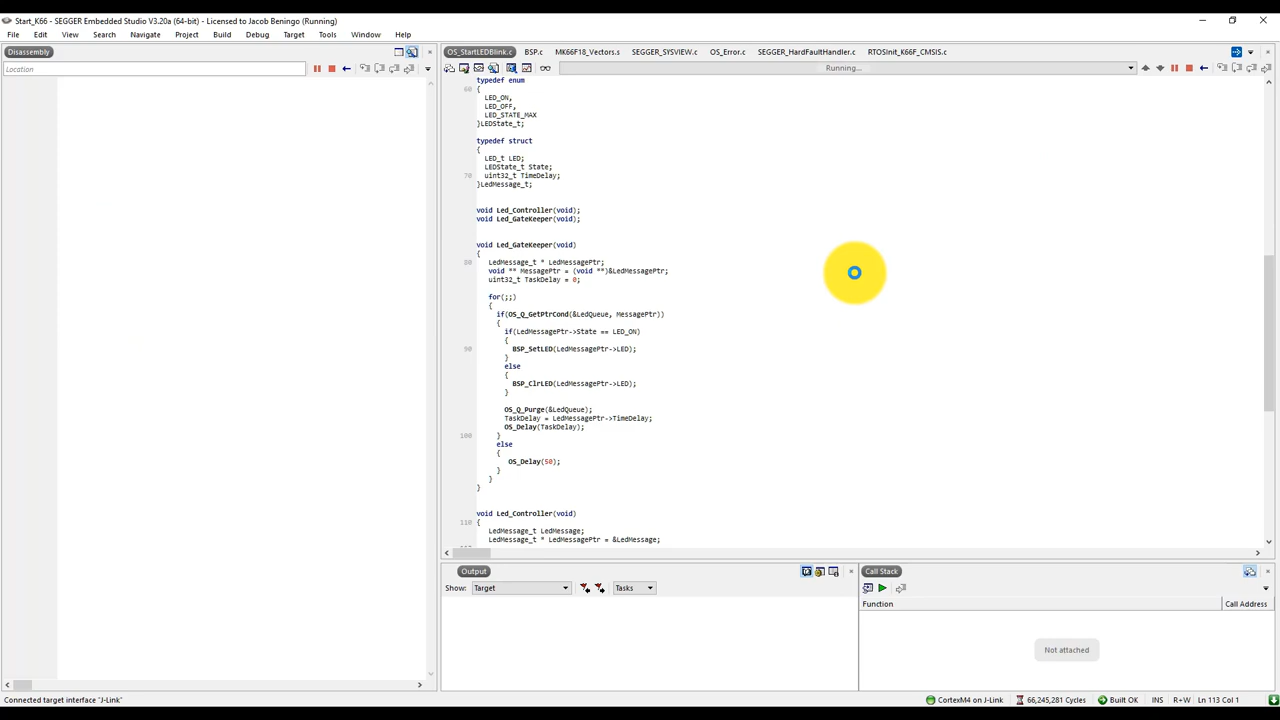 Start_K66 - SEGGER Embedded Studio V3.20a (64-bit) - Licensed to Jacob Beningo (Running)
File Edit View Search Navigate Project Build Debug Target Tools Window Help
Disassembly
Location
OS_StartLEDBlink.c BSP.c MK66F18_Vectors.s SEGGER_SYSVIEW.c OS_Error.c SEGGER_HardFaultHandler.c RTOSInit_K66F_CMSIS.c
Running...
typedef enum
60 {
LED_ON,
LED_OFF,
LED_STATE_MAX
}LEDState_t;
typedef struct
{
LED_t LED;
LEDState_t State;
70 uint32_t TimeDelay;
}LedMessage_t;
void Led_Controller(void);
void Led_GateKeeper(void);
void Led_GateKeeper(void)
{
80 LedMessage_t * LedMessagePtr;
void ** MessagePtr = (void **)&LedMessagePtr;
uint32_t TaskDelay = 0;
for(;;)
{
if(OS_Q_GetPtrCond(&LedQueue, MessagePtr))
{
if(LedMessagePtr->State == LED_ON)
{
90 BSP_SetLED(LedMessagePtr->LED);
}
else
{
BSP_ClrLED(LedMessagePtr->LED);
}
OS_Q_Purge(&LedQueue);
TaskDelay = LedMessagePtr->TimeDelay;
OS_Delay(TaskDelay);
100 }
else
{
OS_Delay(50);
}
}
}
void Led_Controller(void)
110 {
LedMessage_t LedMessage;
LedMessage_t * LedMessagePtr = &LedMessage;
Output
Show: Target Tasks
Call Stack
Function Call Address
Not attached
Connected target interface "J-Link" CortexM4 on J-Link 66,245,281 Cycles Built OK INS R+W Ln 113 Col 1